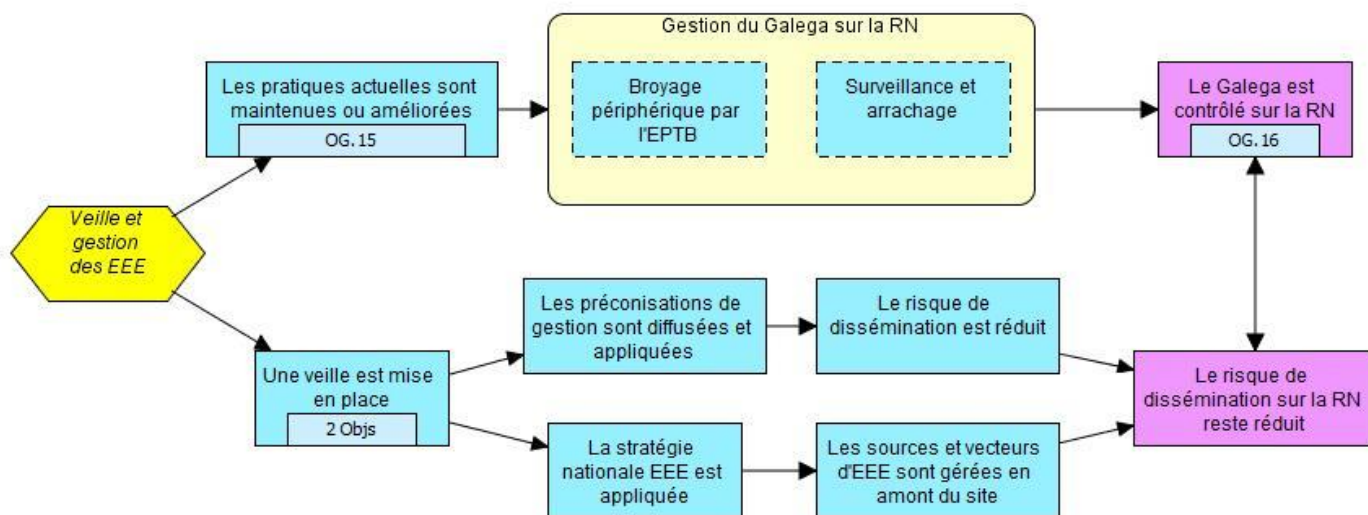 Gestion du Galega sur la RN
Les pratiques actuelles sont
maintenues ou améliorées
OG. 15
Broyage
périphérique par
l'EPTB
Surveillance et
arrachage
Le Galega est
contrôlé sur la RN
OG. 16
Veille et
gestion
des EEE
Une veille est mise
en place
2 Objs
Les préconisations de
gestion sont diffusées et
appliquées
Le risque de
dissémination est réduit
La stratégie
nationale EEE est
appliquée
Les sources et vecteurs
d'EEE sont gérées en
amont du site
Le risque de
dissémination sur la RN
reste réduit